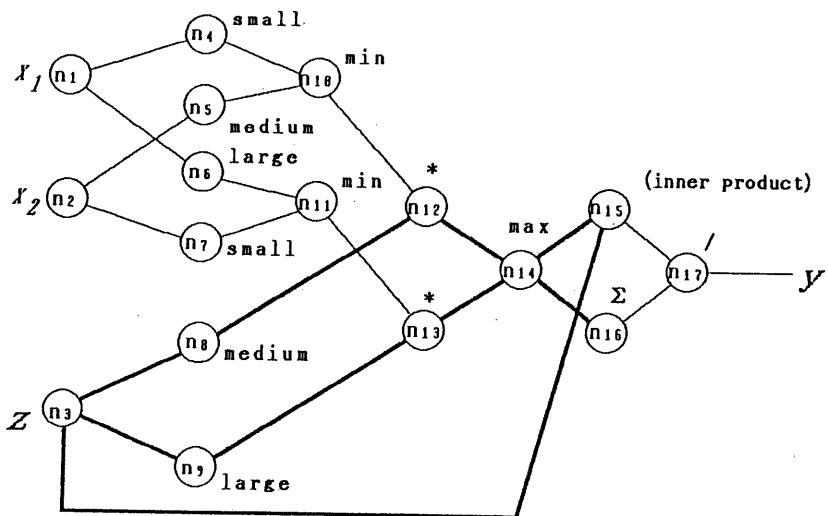 small
n4
min
X1
n1
n10
n5
medium
large
n6
min
*
(inner product)
X2
n2
n11
n12
n15
n7
small
max
/
n14
n17
y
*
Σ
n13
n16
n8
medium
Z
n3
n9
large